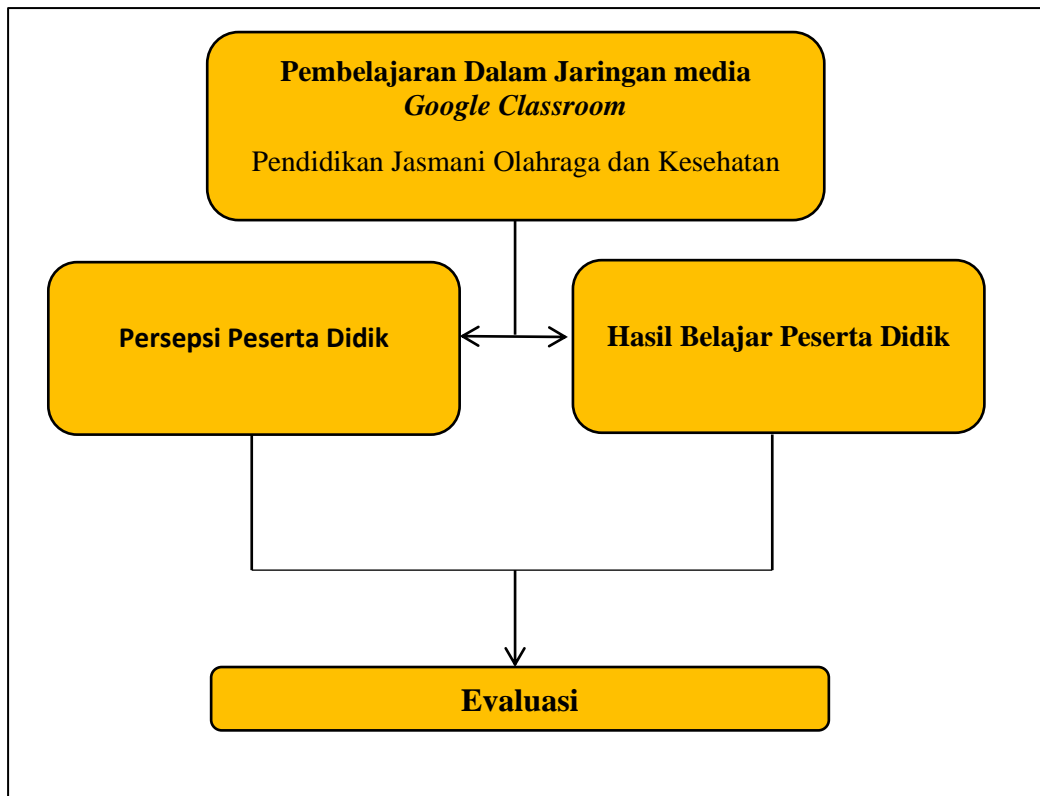 Pembelajaran Dalam Jaringan media
Google Classroom
Pendidikan Jasmani Olahraga dan Kesehatan
Persepsi Peserta Didik
Hasil Belajar Peserta Didik
Evaluasi